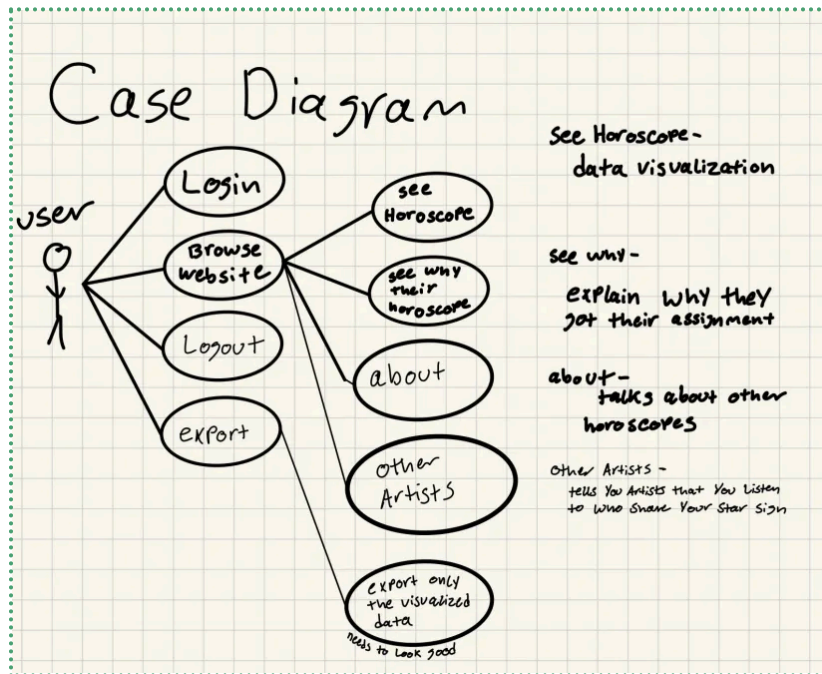 Case Diagram
user
Login
Browse
website
Logout
export
see
Horoscope
see why
their
horoscope
about
other
Artists
export only
the visualized
data
needs to look good
see Horoscope-
data visualization
see why-
explain why they
got their assignment
about-
talks about other
horoscopes
Other Artists -
tells You Artists that You Listen
to who share Your Star sign